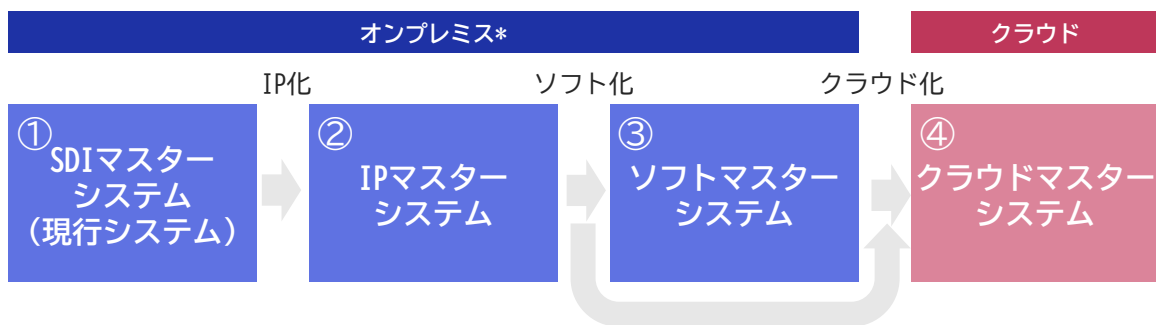 オンプレミス*
クラウド
IP化
ソフト化
クラウド化
①
SDIマスター
システム
（現行システム）
②
IPマスター
システム
③
ソフトマスター
システム
④
クラウドマスター
システム